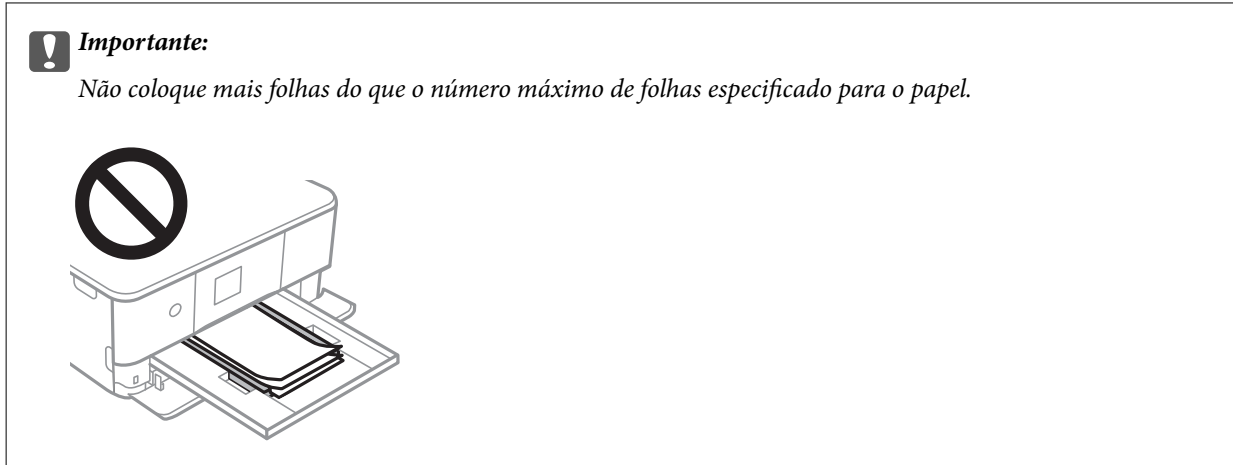 Importante:
Não coloque mais folhas do que o número máximo de folhas especificado para o papel.